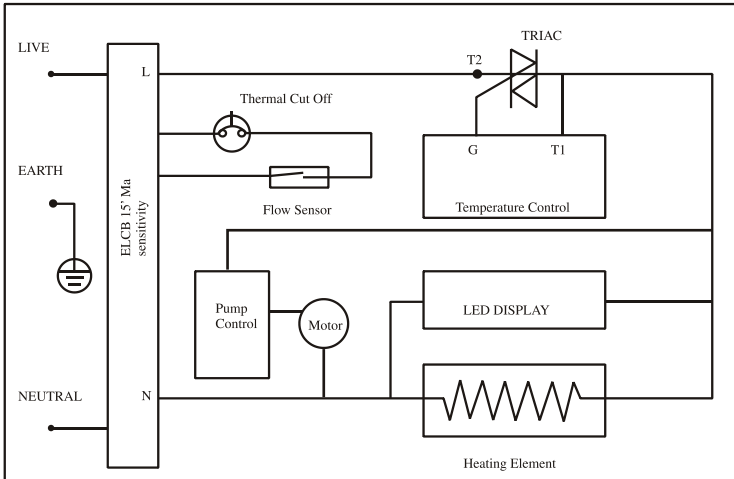 LIVE
L
T2
TRIAC
Thermal Cut Off
G
T1
EARTH
ELCB 15' Ma
sensitivity
Flow Sensor
Temperature Control
Pump
Control
Motor
LED DISPLAY
NEUTRAL
N
Heating Element